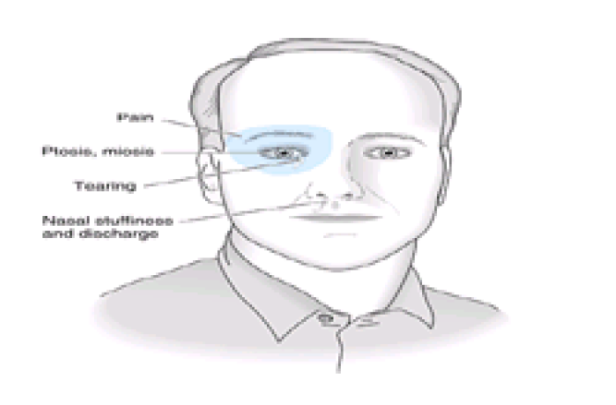 Pain
Ptosis, miosis
Tearing
Nasal stuffiness
and discharge